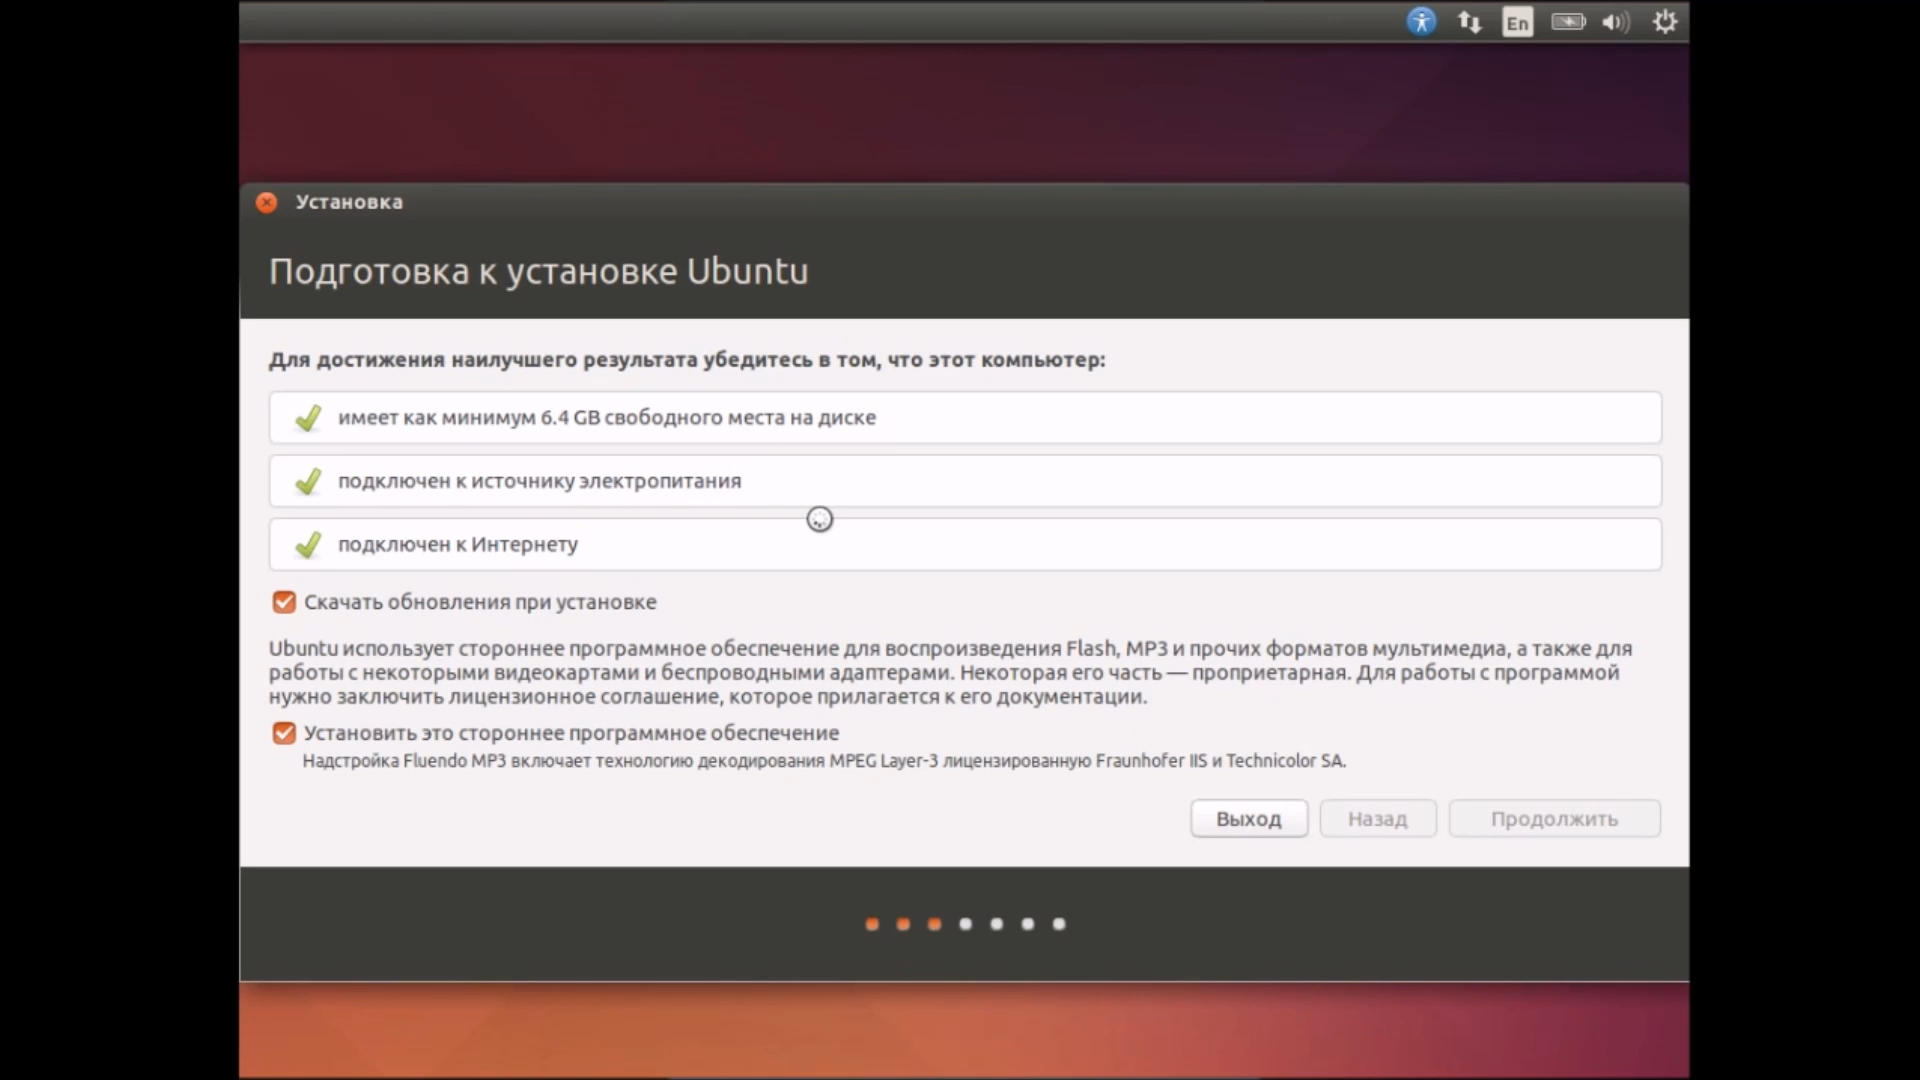 En
Установка
Подготовка к установке Ubuntu
Для достижения наилучшего результата убедитесь в том, что этот компьютер:
имеет как минимум 6.4 GB свободного места на диске
подключен к источнику электропитания
подключен к Интернету
Скачать обновления при установке
Ubuntu использует стороннее программное обеспечение для воспроизведения Flash, MP3 и прочих форматов мультимедиа, а также для
работы с некоторыми видеокартами и беспроводными адаптерами. Некоторая его часть — проприетарная. Для работы с программой
нужно заключить лицензионное соглашение, которое прилагается к его документации.
Установить это стороннее программное обеспечение
Надстройка Fluendo MP3 включает технологию декодирования MPEG Layer-3 лицензированную Fraunhofer IIS и Technicolor SA.
Выход Назад Продолжить